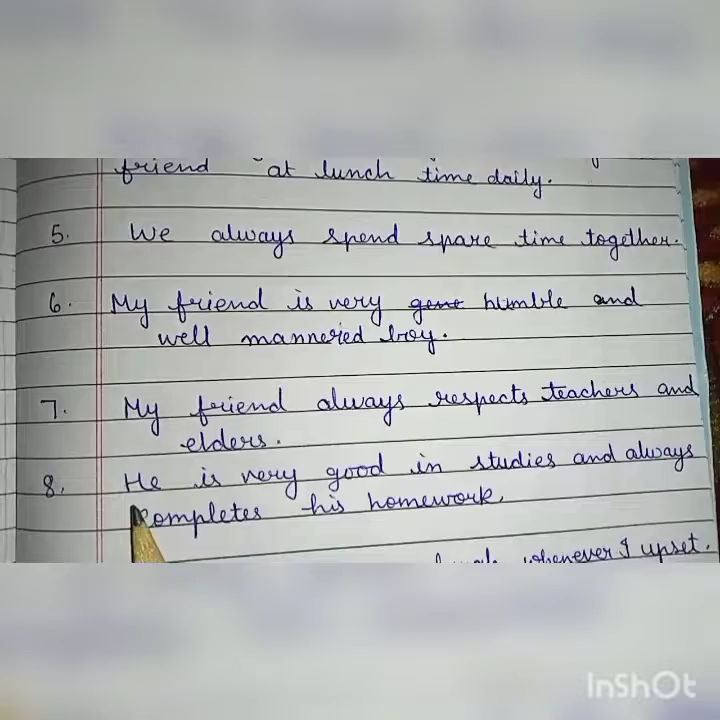 friend at lunch time daily.
5. We always spend spare time together.
6. My friend is very gent humble and
well mannered boy.
7. My friend always respects teachers and
elders.
8. He is very good in studies and always
completes his homework.
whenever I upset.
InShOt